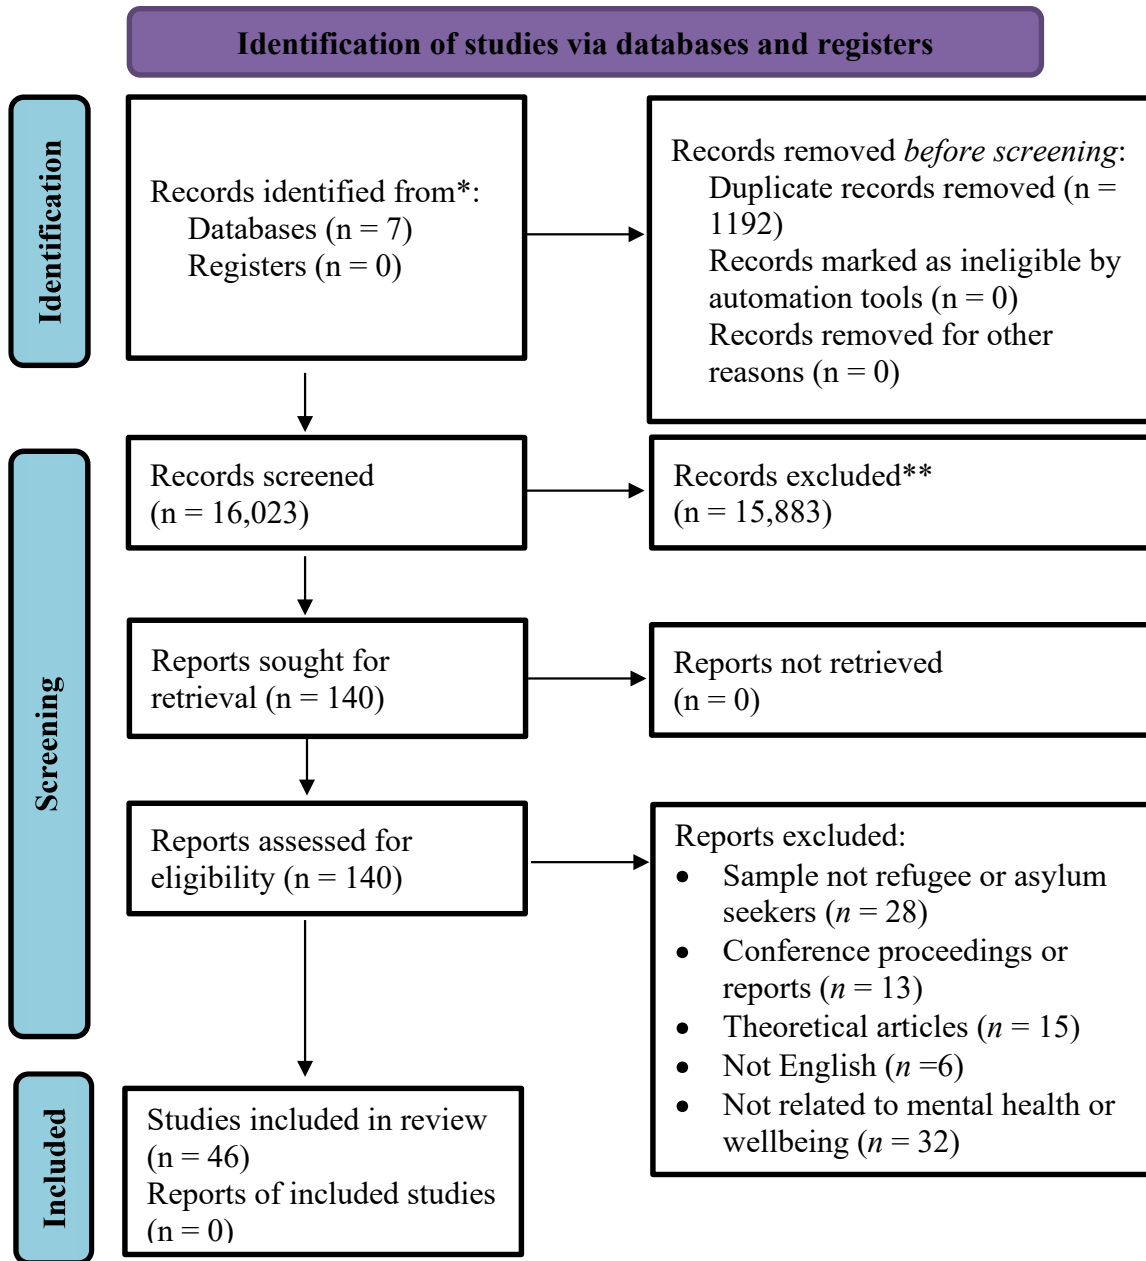 Identification of studies via databases and registers
Identification
Records identified from*:
Databases (n = 7)
Registers (n = 0)
Records removed before screening:
Duplicate records removed (n =
1192)
Records marked as ineligible by
automation tools (n = 0)
Records removed for other
reasons (n = 0)
Screening
Records screened
(n = 16,023)
Records excluded**
(n = 15,883)
Reports sought for
retrieval (n = 140)
Reports not retrieved
(n = 0)
Reports assessed for
eligibility (n = 140)
Reports excluded:
• Sample not refugee or asylum
seekers (n = 28)
• Conference proceedings or
reports (n = 13)
• Theoretical articles (n = 15)
• Not English (n =6)
• Not related to mental health or
wellbeing (n = 32)
Included
Studies included in review
(n = 46)
Reports of included studies
(n = 0)